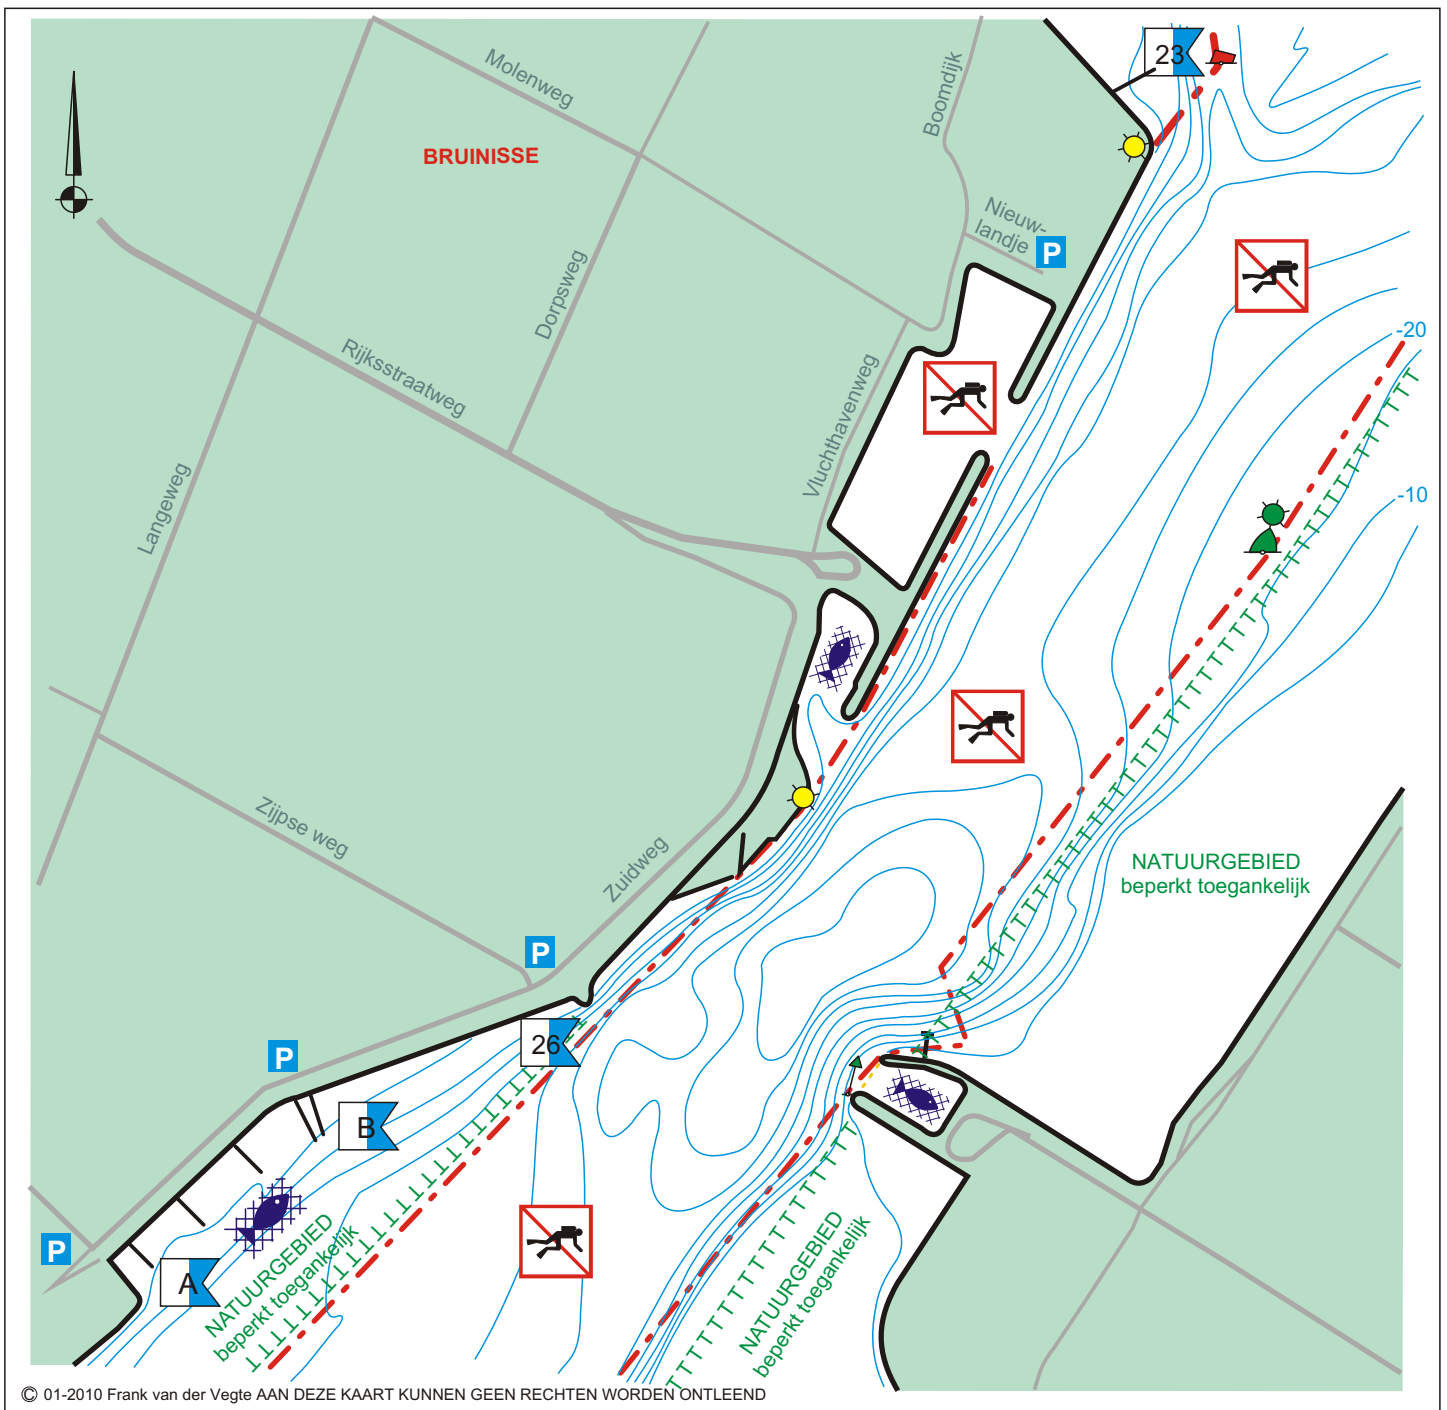 23
Molenweg
Boomdijk
BRUINISSE
Nieuw-
landje
P
Dorpsweg
-20
Rijksstraatweg
Vluchthavenweg
Langeweg
-10
Zijpse weg
Zuidweg
NATUURGEBIED
beperkt toegankelijk
P
26
P
B
P
A
NATUURGEBIED
beperkt toegankelijk
NATUURGEBIED
beperkt toegankelijk
© 01-2010 Frank van der Vegte AAN DEZE KAART KUNNEN GEEN RECHTEN WORDEN ONTLEEND